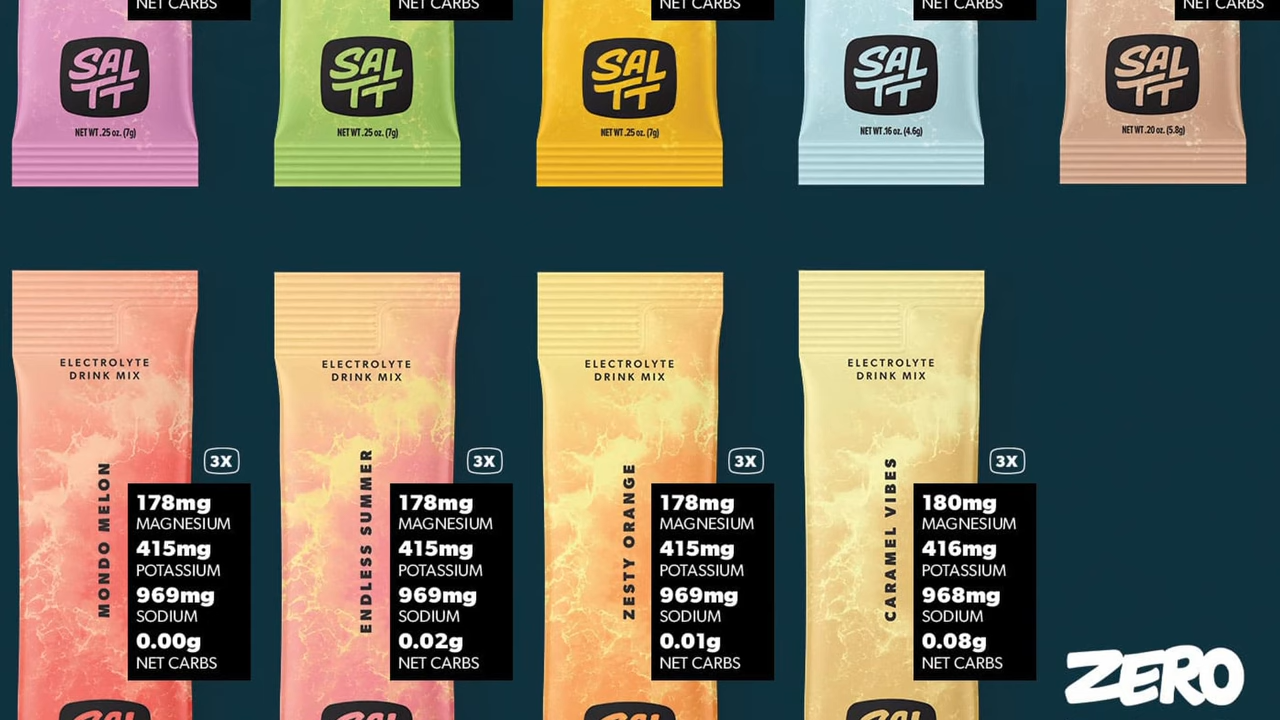 NET CARBS
NET CARBS
NET CARBS
NET CARBS
NET CARBS
SAL
TT
NET WT .25 oz. (7g)
SAL
TT
NET WT .25 oz. (7g)
SAL
TT
NET WT .25 oz. (7g)
SAL
TT
NET WT .16 oz. (4.6g)
SAL
TT
NET WT .20 oz. (5.8g)
ELECTROLYTE
DRINK MIX
MONDO MELON
3X
178mg
MAGNESIUM
415mg
POTASSIUM
969mg
SODIUM
0.00g
NET CARBS
SAL
ELECTROLYTE
DRINK MIX
ENDLESS SUMMER
3X
178mg
MAGNESIUM
415mg
POTASSIUM
969mg
SODIUM
0.02g
NET CARBS
SAL
ELECTROLYTE
DRINK MIX
ZESTY ORANGE
3X
178mg
MAGNESIUM
415mg
POTASSIUM
969mg
SODIUM
0.01g
NET CARBS
SAL
ELECTROLYTE
DRINK MIX
CARAMEL VIBES
3X
180mg
MAGNESIUM
416mg
POTASSIUM
968mg
SODIUM
0.08g
NET CARBS
SAL
ZERO